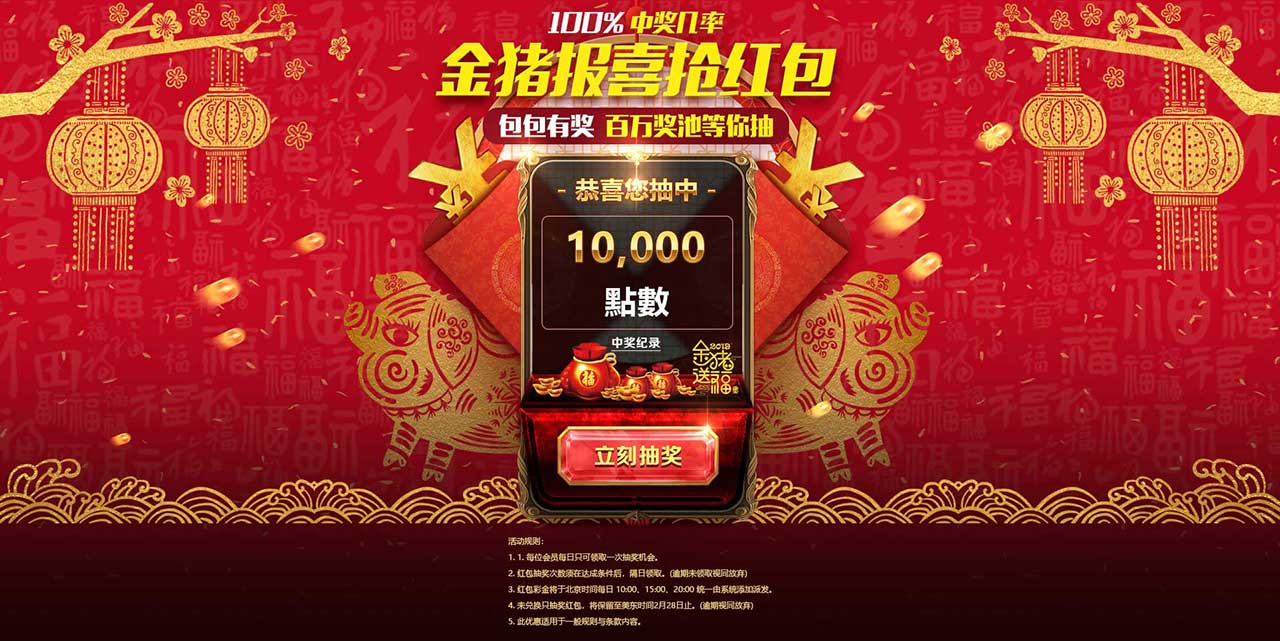 100% 中奖几率
金猪报喜抢红包
包包有奖 百万奖池等你抽
- 恭喜您抽中 -
10,000
點數
中奖纪录
2019
金猪
送福
福
立刻抽奖
活动规则：
1. 1. 每位会员每日只可领取一次抽奖机会。
2. 红包抽奖次数须在达成条件后，隔日领取。(逾期未领取视同放弃)
3. 红包彩金将于北京时间每日 10:00、15:00、20:00 统一由系统添加派发。
4. 未兑换只抽奖红包，将保留至美东时间2月28日止。(逾期视同放弃)
5. 此优惠适用于一般规则与条款内容。